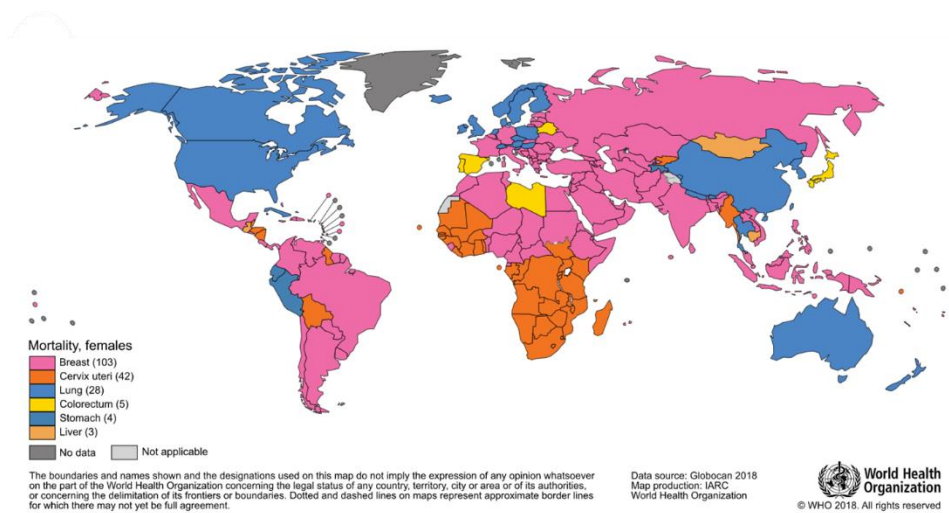 Mortality, females
Breast (103)
Cervix uteri (42)
Lung (28)
Colorectum (5)
Stomach (4)
Liver (3)
No data
Not applicable
The boundaries and names shown and the designations used on this map do not imply the expression of any opinion whatsoever
on the part of the World Health Organization concerning the legal status of any country, territory, city or area or of its authorities,
or concerning the delimitation of its frontiers or boundaries. Dotted and dashed lines on maps represent approximate border lines
for which there may not yet be full agreement.
Data source: Globocan 2018
Map production: IARC
World Health Organization
World Health
Organization
© WHO 2018. All rights reserved